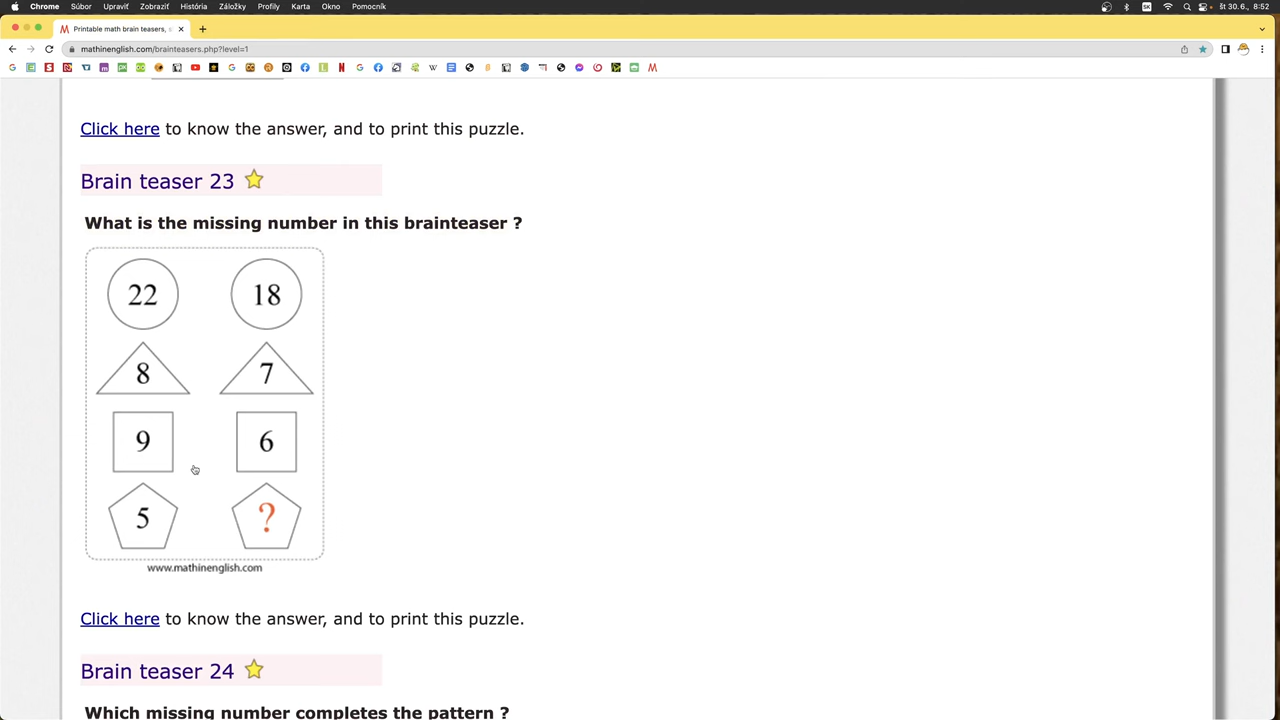 Chrome Súbor Upraviť Zobraziť História Záložky Profily Karta Okno Pomocník SK št 30. 6., 8:52
Printable math brain teasers,
mathinenglish.com/brainteasers.php?level=1
Click here to know the answer, and to print this puzzle.
Brain teaser 23
What is the missing number in this brainteaser ?
22 18
8 7
9 6
5 ?
www.mathinenglish.com
Click here to know the answer, and to print this puzzle.
Brain teaser 24
Which missing number completes the pattern ?